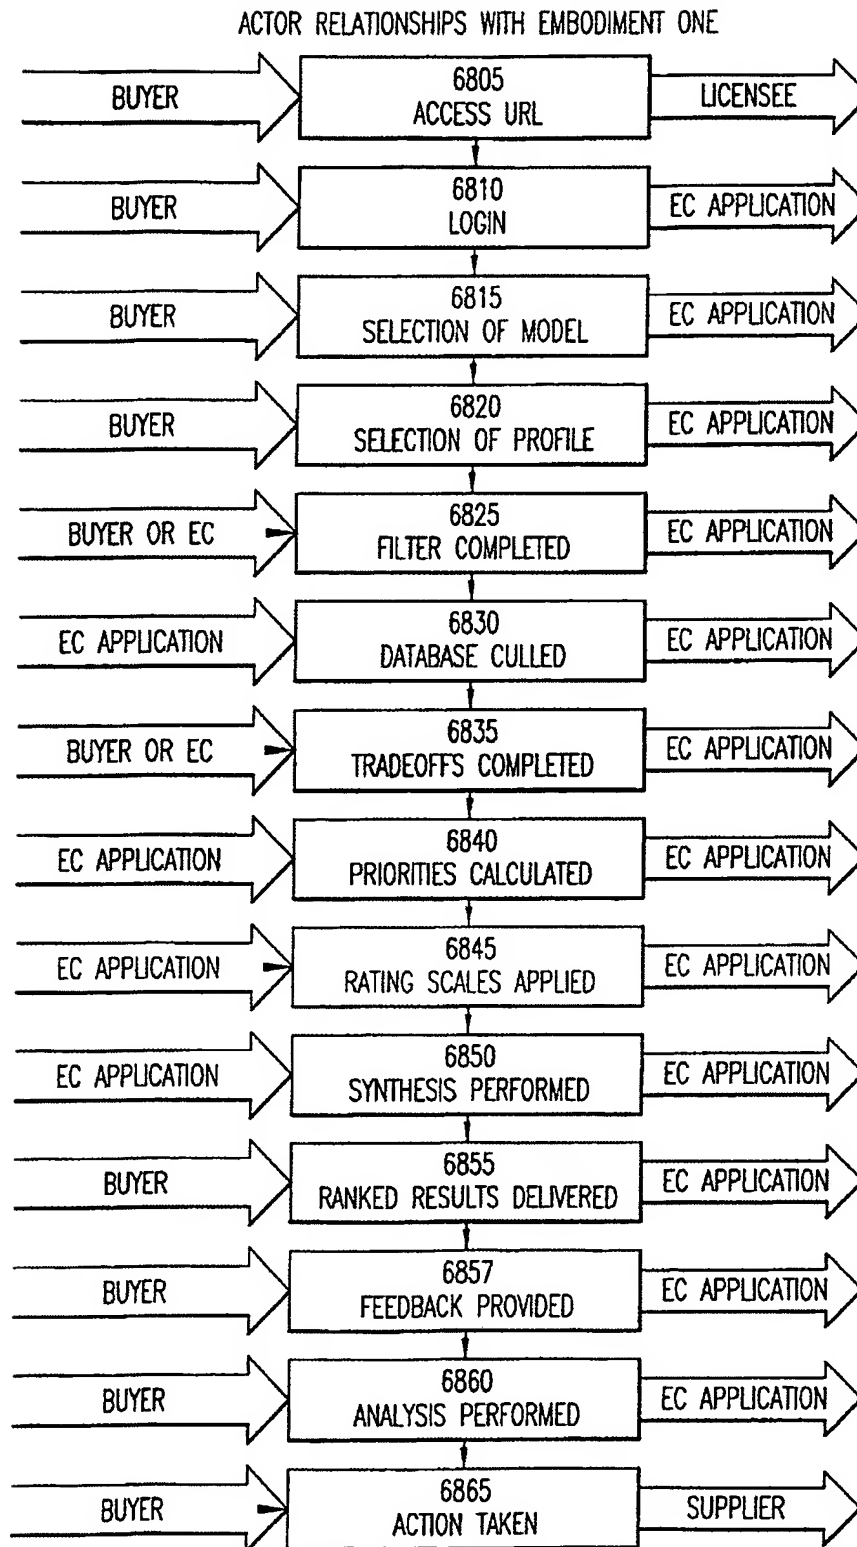 ACTOR RELATIONSHIPS WITH EMBODIMENT ONE
BUYER
6805
ACCESS URL
LICENSEE
BUYER
6810
LOGIN
EC APPLICATION
BUYER
6815
SELECTION OF MODEL
EC APPLICATION
BUYER
6820
SELECTION OF PROFILE
EC APPLICATION
BUYER OR EC
6825
FILTER COMPLETED
EC APPLICATION
EC APPLICATION
6830
DATABASE CULLED
EC APPLICATION
BUYER OR EC
6835
TRADEOFFS COMPLETED
EC APPLICATION
EC APPLICATION
6840
PRIORITIES CALCULATED
EC APPLICATION
EC APPLICATION
6845
RATING SCALES APPLIED
EC APPLICATION
EC APPLICATION
6850
SYNTHESIS PERFORMED
EC APPLICATION
BUYER
6855
RANKED RESULTS DELIVERED
EC APPLICATION
BUYER
6857
FEEDBACK PROVIDED
EC APPLICATION
BUYER
6860
ANALYSIS PERFORMED
EC APPLICATION
BUYER
6865
ACTION TAKEN
SUPPLIER